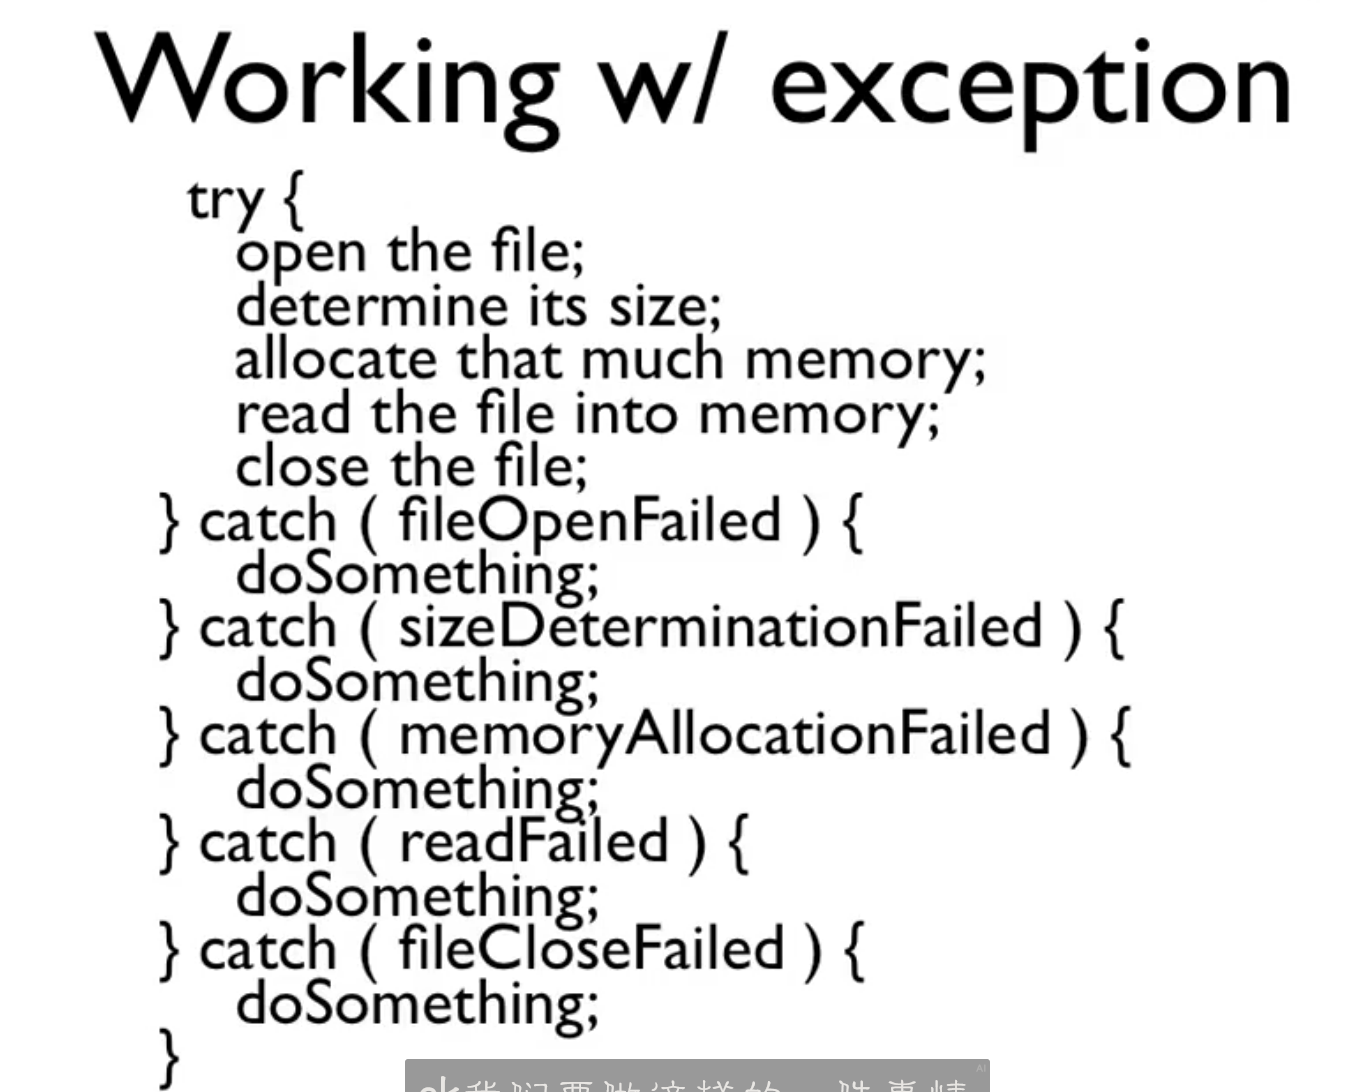 Working w/ exception
try {
open the file;
determine its size;
allocate that much memory;
read the file into memory;
close the file;
} catch ( fileOpenFailed ) {
doSomething;
} catch ( sizeDeterminationFailed ) {
doSomething;
} catch ( memoryAllocationFailed ) {
doSomething;
} catch ( readFailed ) {
doSomething;
} catch ( fileCloseFailed ) {
doSomething;
}
AI
ok我们要做这样的一件事情